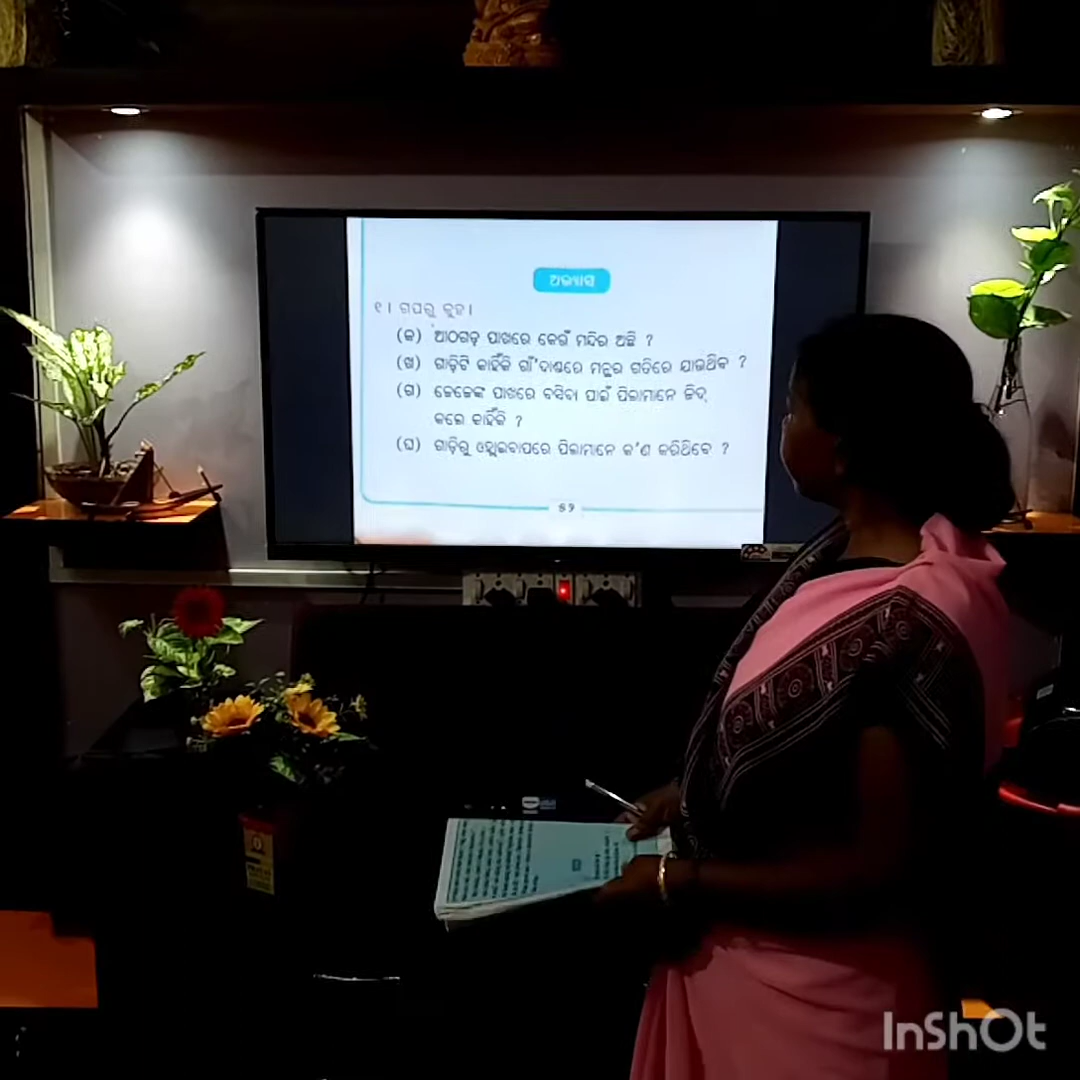 ଅଭ୍ୟାସ
୧। ଗପରୁ କୁହ।
(କ) ଆଠଗଡ଼ ପାଖରେ କେଉଁ ମନ୍ଦିର ଅଛି ?
(ଖ) ଗାଡ଼ିଟି କାହିଁକି ଗାଁ'ଦାଣ୍ଡରେ ମନ୍ଥର ଗତିରେ ଯାଉଥିବ ?
(ଗ) ଜେଜେଙ୍କ ପାଖରେ ବସିବା ପାଇଁ ପିଲାମାନେ ଜିଦ୍
କଲେ କାହିଁକି ?
(ଘ) ଗାଡ଼ିରୁ ଓହ୍ଲାଇବାପରେ ପିଲାମାନେ କ'ଣ କରିଥିବେ ?
୫୨
InShOt